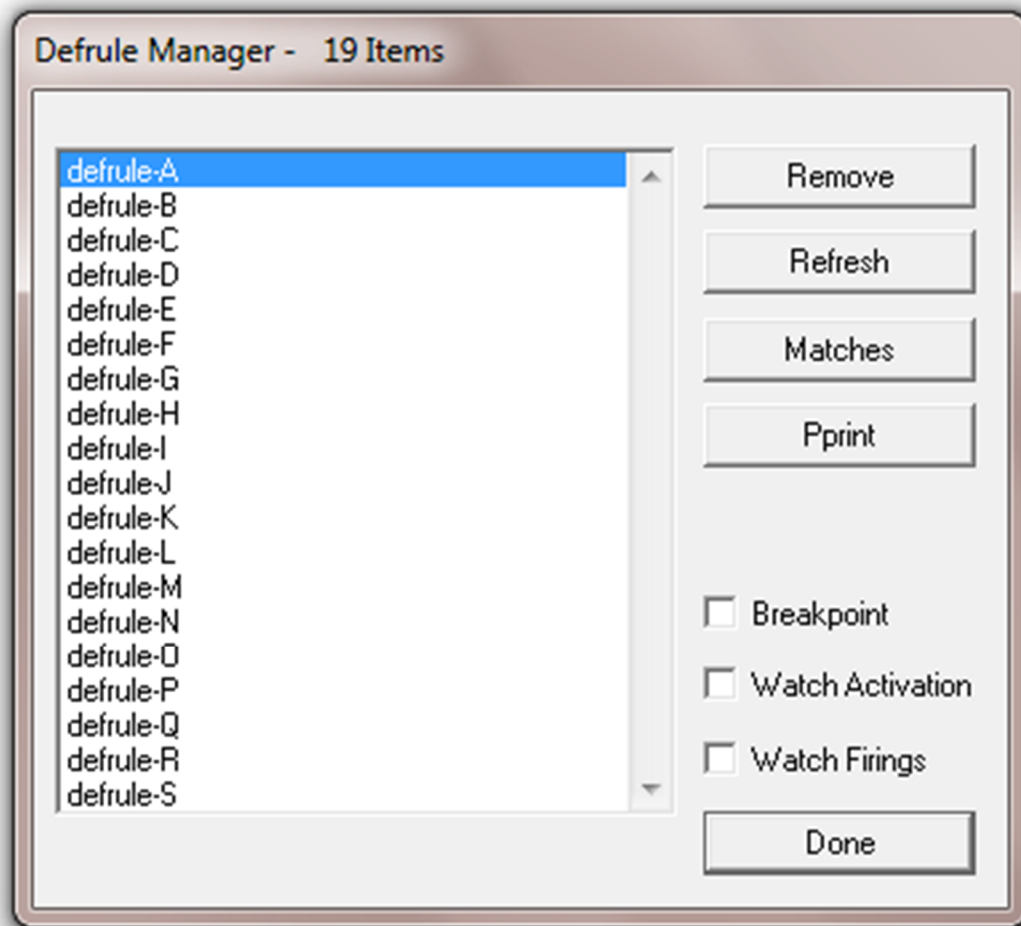 Defrule Manager - 19 Items
defrule-A
defrule-B
defrule-C
defrule-D
defrule-E
defrule-F
defrule-G
defrule-H
defrule-I
defrule-J
defrule-K
defrule-L
defrule-M
defrule-N
defrule-O
defrule-P
defrule-Q
defrule-R
defrule-S
Remove
Refresh
Matches
Pprint
Breakpoint
Watch Activation
Watch Firings
Done